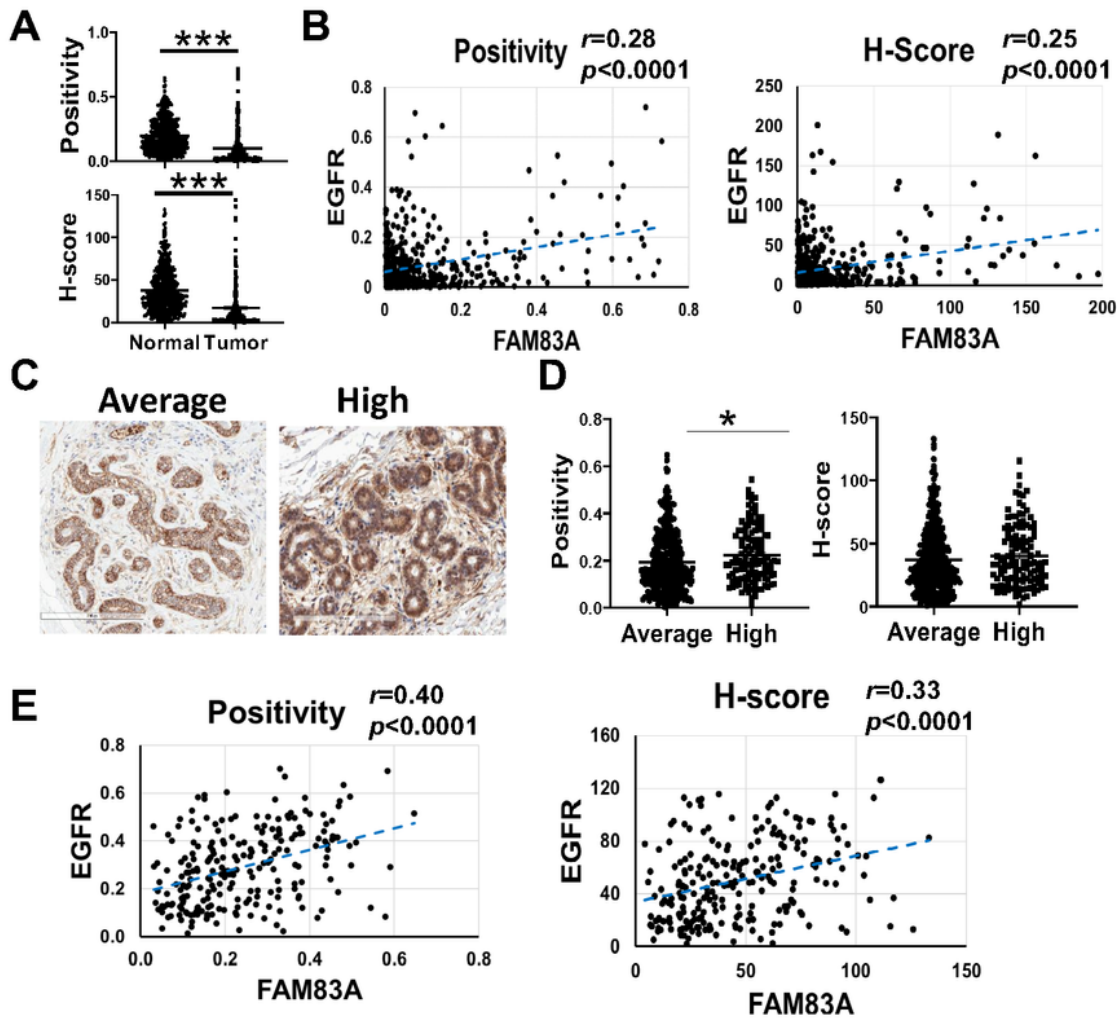 A
***
Positivity
1.0
0.5
0.0
***
H-score
150
100
50
0
Normal Tumor
B
Positivity
r=0.28
p<0.0001
EGFR
0.8
0.6
0.4
0.2
0
0 0.2 0.4 0.6 0.8
FAM83A
H-Score
r=0.25
p<0.0001
EGFR
250
200
150
100
50
0
0 50 100 150 200
FAM83A
C
Average
High
D
*
Positivity
0.8
0.6
0.4
0.2
0.0
Average High
H-score
150
100
50
0
Average High
E
Positivity
r=0.40
p<0.0001
EGFR
0.8
0.6
0.4
0.2
0.0
0.0 0.2 0.4 0.6 0.8
FAM83A
H-score
r=0.33
p<0.0001
EGFR
160
120
80
40
0
0 50 100 150
FAM83A